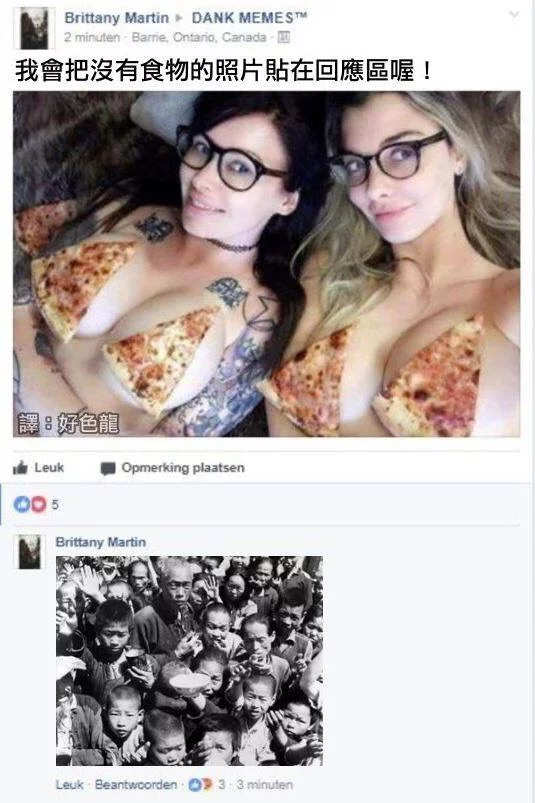 Brittany Martin ▸ DANK MEMES™
2 minuten · Barrie, Ontario, Canada ·
我會把沒有食物的照片貼在回應區喔！
譯：好色龍
Leuk Opmerking plaatsen
5
Brittany Martin
Leuk · Beantwoorden · 3 · 3 minuten